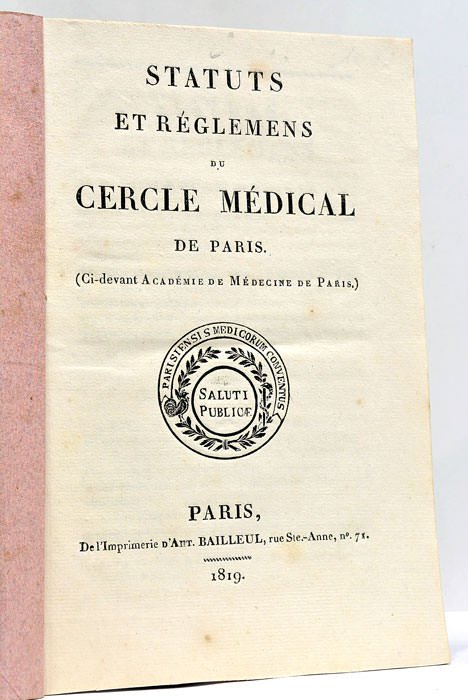 STATUTS
ET RÉGLEMENS
DU
CERCLE MÉDICAL
DE PARIS.
(Ci-devant ACADÉMIE DE MÉDECINE DE PARIS.)
PARISIENSIS MEDICORUM CONVENTUS
SALUTI
PUBLICÆ
PARIS,
De l'Imprimerie D'ANT. BAILLEUL, rue Ste.-Anne, nº. 71.
1819.